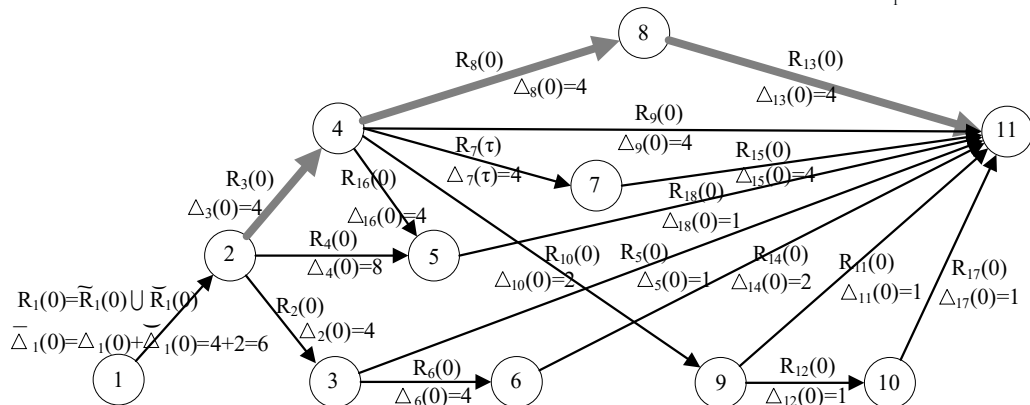 1
8
R₈(0)
△₈(0)=4
R₁₃(0)
△₁₃(0)=4
4
R₉(0)
△₉(0)=4
11
R₃(0)
△₃(0)=4
R₁₆(0)
△₁₆(0)=4
R₇(τ)
△₇(τ)=4
7
R₁₅(0)
△₁₅(0)=4
R₁₈(0)
△₁₈(0)=1
2
R₄(0)
△₄(0)=8
5
R₁₀(0)
△₁₀(0)=2
R₅(0)
△₅(0)=1
R₁₄(0)
△₁₄(0)=2
R₁₁(0)
△₁₁(0)=1
R₁₇(0)
△₁₇(0)=1
R₁(0)=R̃₁(0)∪R̆₁(0)
△̅₁(0)=△₁(0)+△̆₁(0)=4+2=6
R₂(0)
△₂(0)=4
1
3
R₆(0)
△₆(0)=4
6
9
R₁₂(0)
△₁₂(0)=1
10